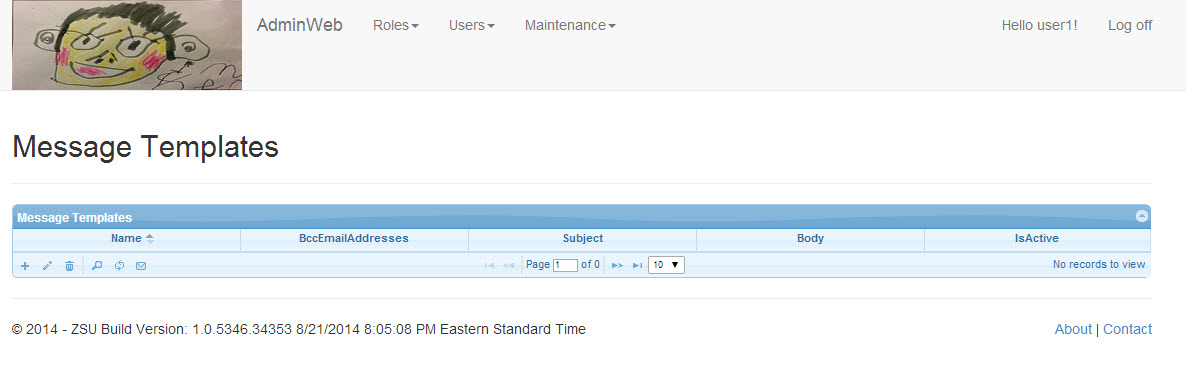 AdminWeb Roles Users Maintenance Hello user1! Log off
Message Templates
Message Templates
Name BccEmailAddresses Subject Body IsActive
Page 1 of 0 10 No records to view
© 2014 - ZSU Build Version: 1.0.5346.34353 8/21/2014 8:05:08 PM Eastern Standard Time About | Contact